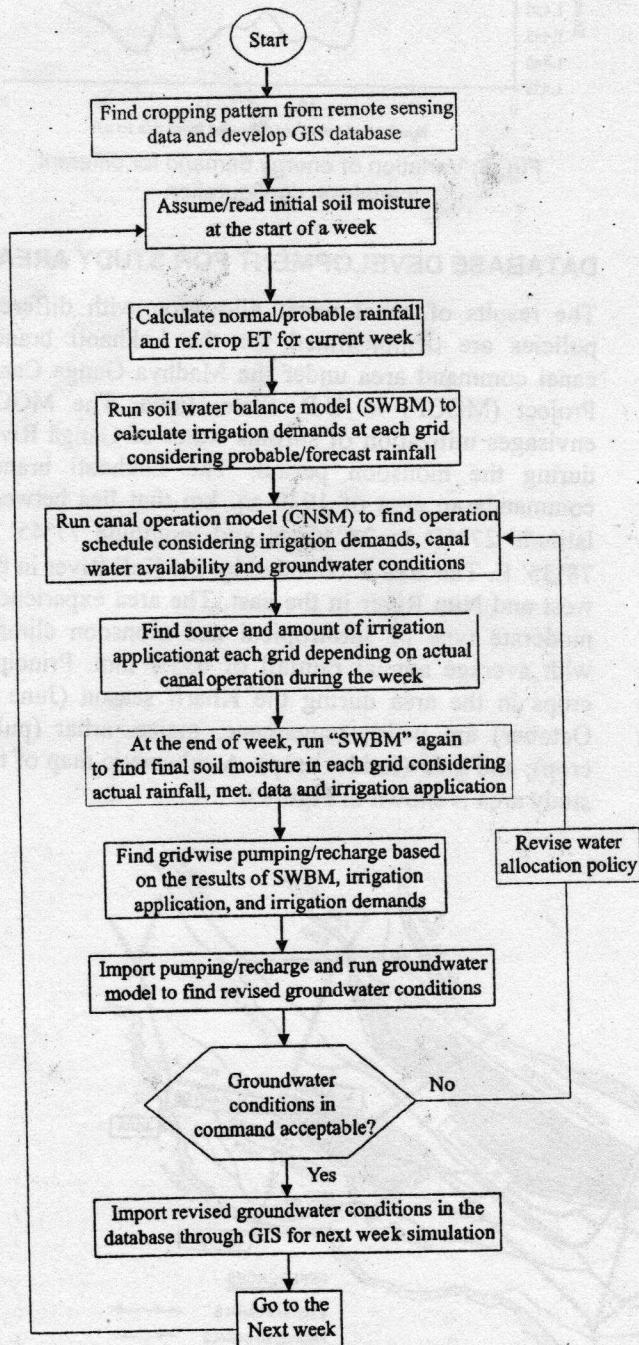 Start
Find cropping pattern from remote sensing
data and develop GIS database
Assume/read initial soil moisture
at the start of a week
Calculate normal/probable rainfall
and ref. crop ET for current week
Run soil water balance model (SWBM) to
calculate irrigation demands at each grid
considering probable/forecast rainfall
Run canal operation model (CNSM) to find operation
schedule considering irrigation demands, canal
water availability and groundwater conditions
Find source and amount of irrigation
applicationat each grid depending on actual
canal operation during the week
At the end of week, run “SWBM” again
to find final soil moisture in each grid considering
actual rainfall, met. data and irrigation application
Revise water
allocation policy
Find grid-wise pumping/recharge based
on the results of SWBM, irrigation
application, and irrigation demands
Import pumping/recharge and run groundwater
model to find revised groundwater conditions
Groundwater
conditions in
command acceptable?
No
Yes
Import revised groundwater conditions in the
database through GIS for next week simulation
Go to the
Next week